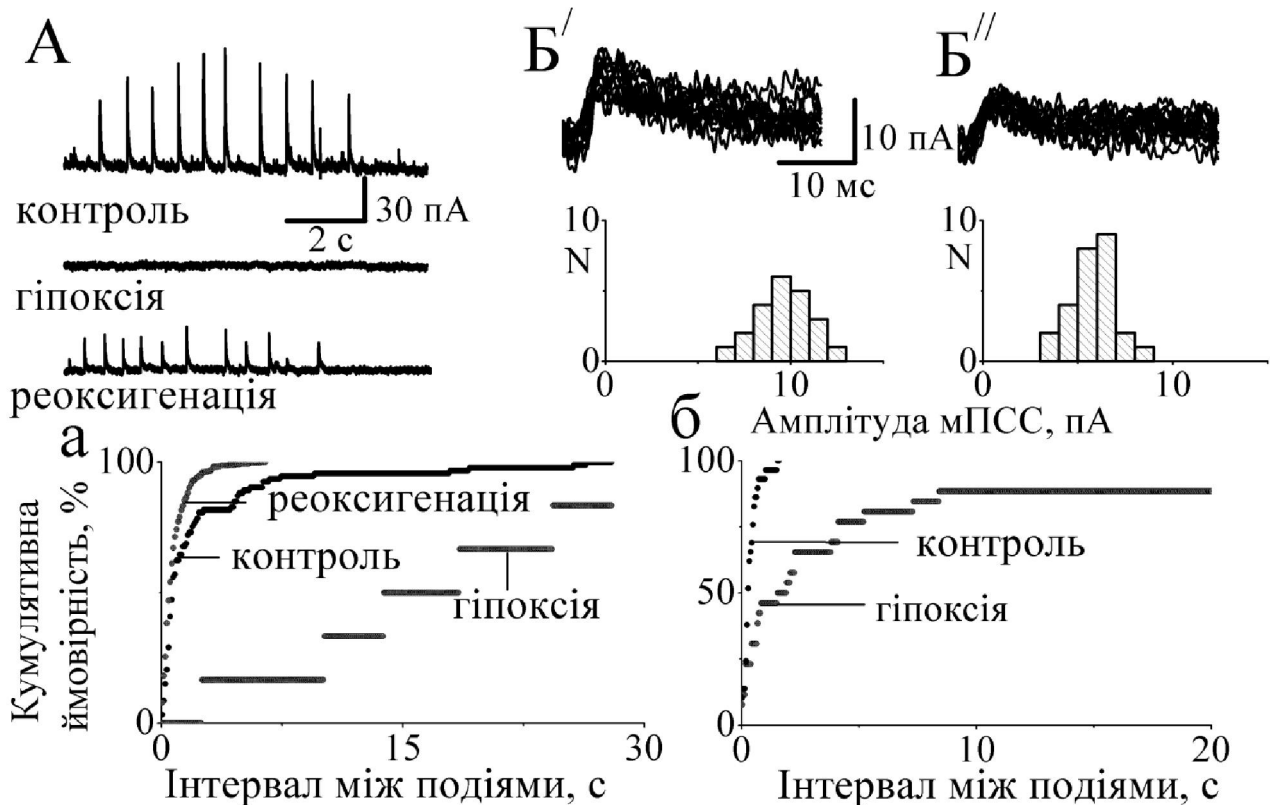 А
контроль
30 пА
2 с
гіпоксія
реоксигенація
Б/
10 пА
10 мс
Б//
10
N
0
0
10
10
N
0
0
10
Амплітуда мПСС, пА
а
Кумулятивна
ймовірність, %
100
0
реоксигенація
контроль
гіпоксія
0
15
30
Інтервал між подіями, с
б
100
50
0
контроль
гіпоксія
0
10
20
Інтервал між подіями, с